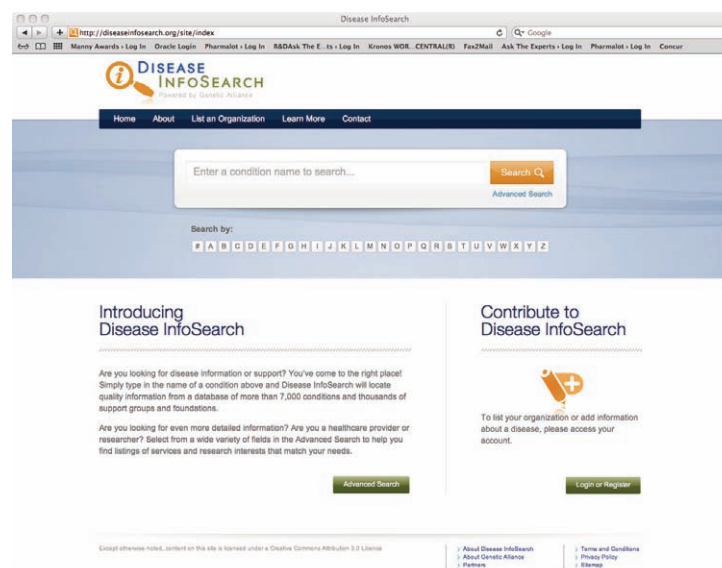 Disease InfoSearch
http://diseaseinfosearch.org/site/index
Google
Manny Awards › Log In Oracle Login Pharmalot › Log In R&DAsk The E...ts › Log In Kronos WOR...CENTRAL(R) Fax2Mail Ask The Experts › Log In Pharmalot › Log In Concur
DISEASE
INFOSEARCH
Powered by Genetic Alliance
Home About List an Organization Learn More Contact
Enter a condition name to search... Search
Advanced Search
Search by:
# A B C D E F G H I J K L M N O P Q R S T U V W X Y Z
Introducing
Disease InfoSearch
Are you looking for disease information or support? You've come to the right place!
Simply type in the name of a condition above and Disease InfoSearch will locate
quality information from a database of more than 7,000 conditions and thousands of
support groups and foundations.
Are you looking for even more detailed information? Are you a healthcare provider or
researcher? Select from a wide variety of fields in the Advanced Search to help you
find listings of services and research interests that match your needs.
Advanced Search
Contribute to
Disease InfoSearch
To list your organization or add information
about a disease, please access your
account.
Login or Register
Except otherwise noted, content on this site is licensed under a Creative Commons Attribution 3.0 License
About Disease InfoSearch
About Genetic Alliance
Partners
Terms and Conditions
Privacy Policy
Sitemap